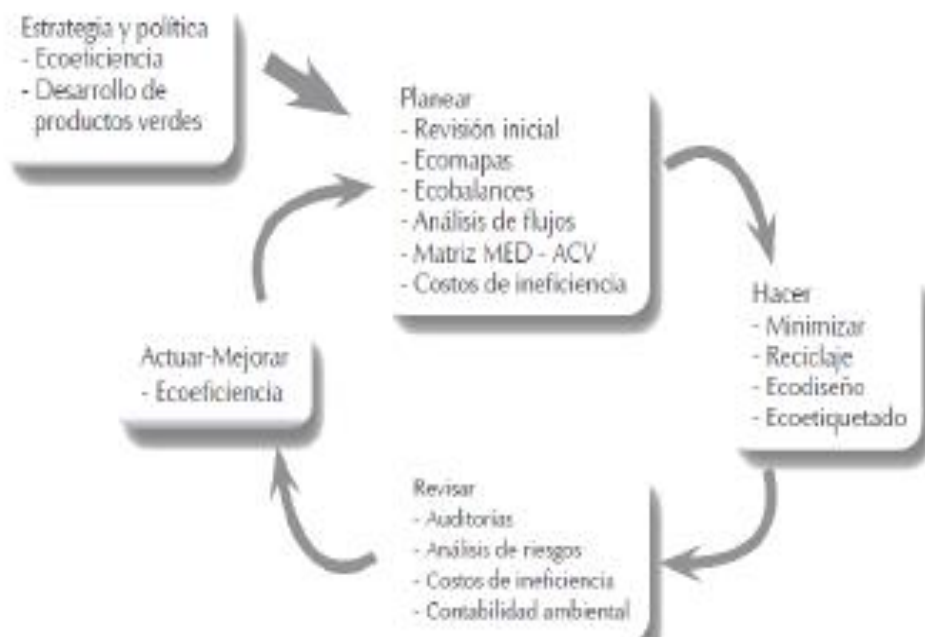 Estrategia y política
- Ecoeficiencia
- Desarrollo de
productos verdes
Planear
- Revisión inicial
- Ecomapas
- Ecobalances
- Análisis de flujos
- Matriz MED - ACV
- Costos de ineficiencia
Hacer
- Minimizar
- Reciclaje
- Ecodiseño
- Ecoetiquetado
Revisar
- Auditorías
- Análisis de riesgos
- Costos de ineficiencia
- Contabilidad ambiental
Actuar-Mejorar
- Ecoeficiencia